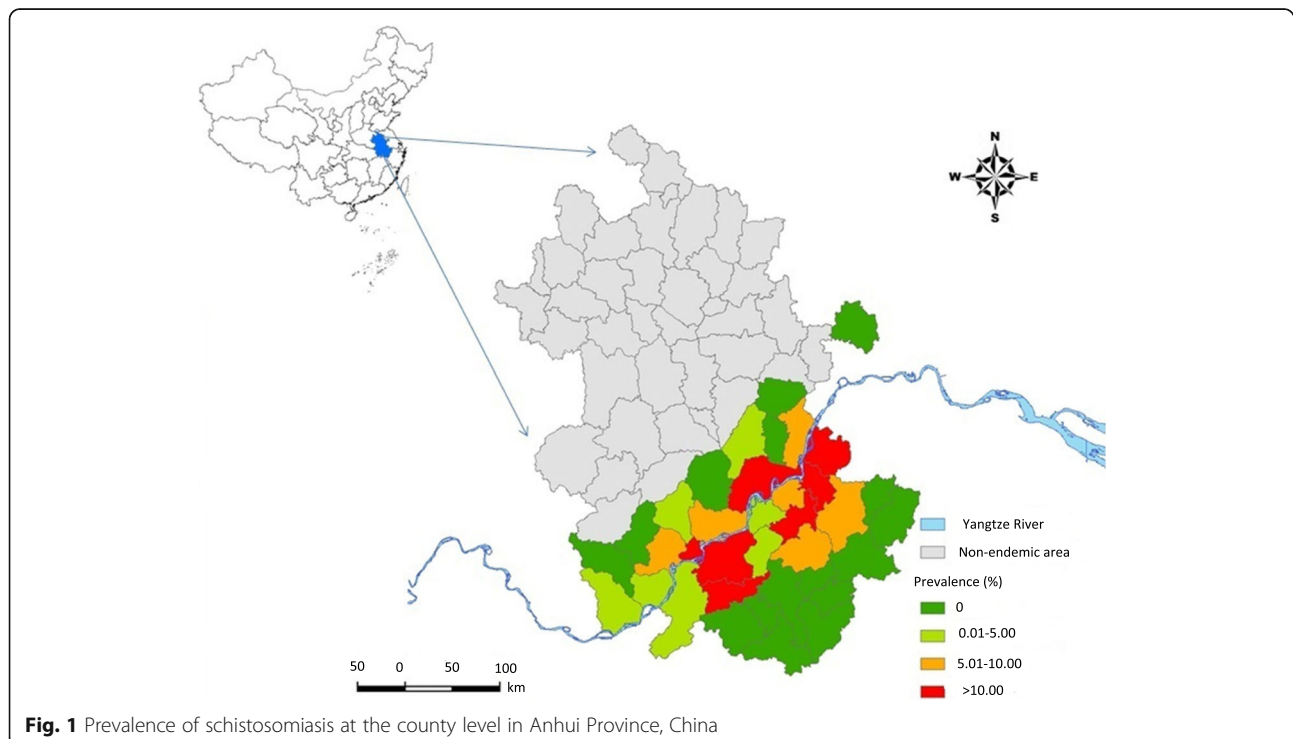 N
W E
S
Yangtze River
Non-endemic area
Prevalence (%)
0
0.01-5.00
5.01-10.00
>10.00
50 0 50 100
km
Fig. 1 Prevalence of schistosomiasis at the county level in Anhui Province, China